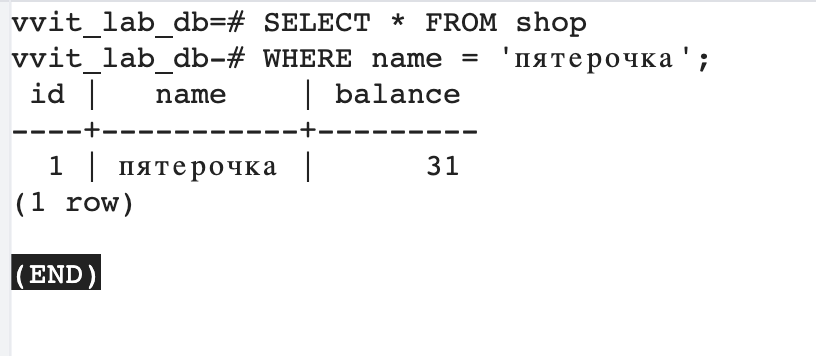 vvit_lab_db=# SELECT * FROM shop
vvit_lab_db-# WHERE name = 'пятерочка';
 id |   name    | balance
----+-----------+---------
  1 | пятерочка |      31
(1 row)
(END)